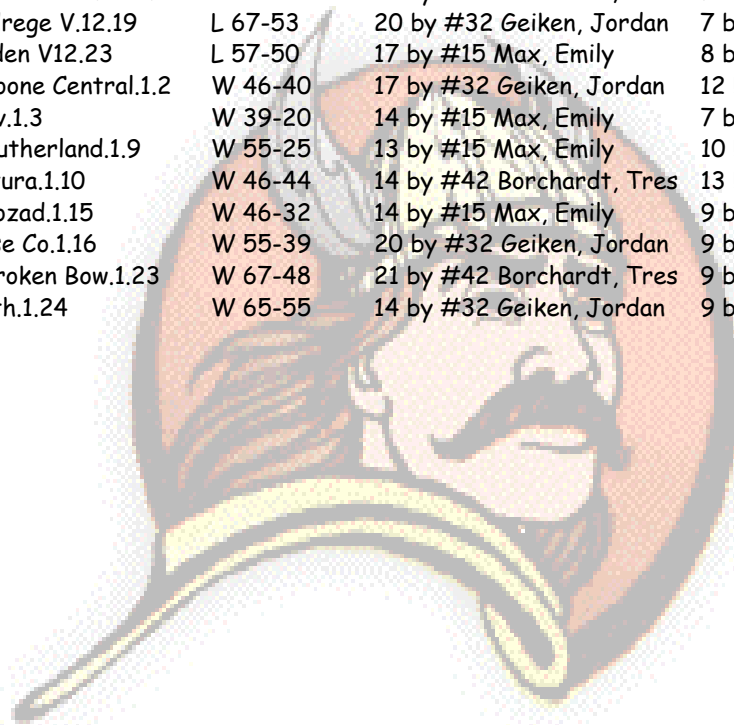 rege V.12.19 L 67-53 20 by #32 Geiken, Jordan 7 b
den V12.23 L 57-50 17 by #15 Max, Emily 8 b
bone Central.1.2 W 46-40 17 by #32 Geiken, Jordan 12
.1.3 W 39-20 14 by #15 Max, Emily 7 b
utherland.1.9 W 55-25 13 by #15 Max, Emily 10
ura.1.10 W 46-44 14 by #42 Borchardt, Tres 13
ozad.1.15 W 46-32 14 by #15 Max, Emily 9 b
e Co.1.16 W 55-39 20 by #32 Geiken, Jordan 9 b
roken Bow.1.23 W 67-48 21 by #42 Borchardt, Tres 9 b
h.1.24 W 65-55 14 by #32 Geiken, Jordan 9 b